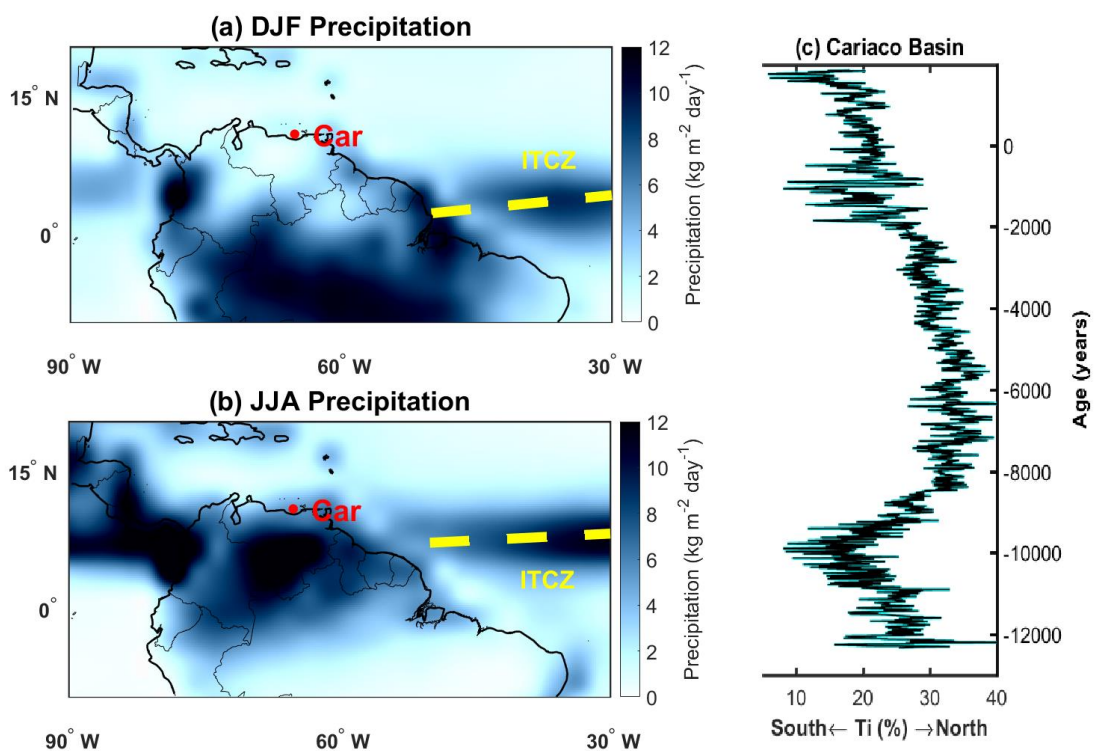 (a) DJF Precipitation
15° N
0°
Car
ITCZ
90° W
60° W
30° W
12
10
8
6
4
2
0
Precipitation (kg m-2 day-1)
(b) JJA Precipitation
15° N
0°
Car
ITCZ
90° W
60° W
30° W
12
10
8
6
4
2
0
Precipitation (kg m-2 day-1)
(c) Cariaco Basin
0
-2000
-4000
-6000
-8000
-10000
-12000
Age (years)
10 20 30 40
South← Ti (%) →North